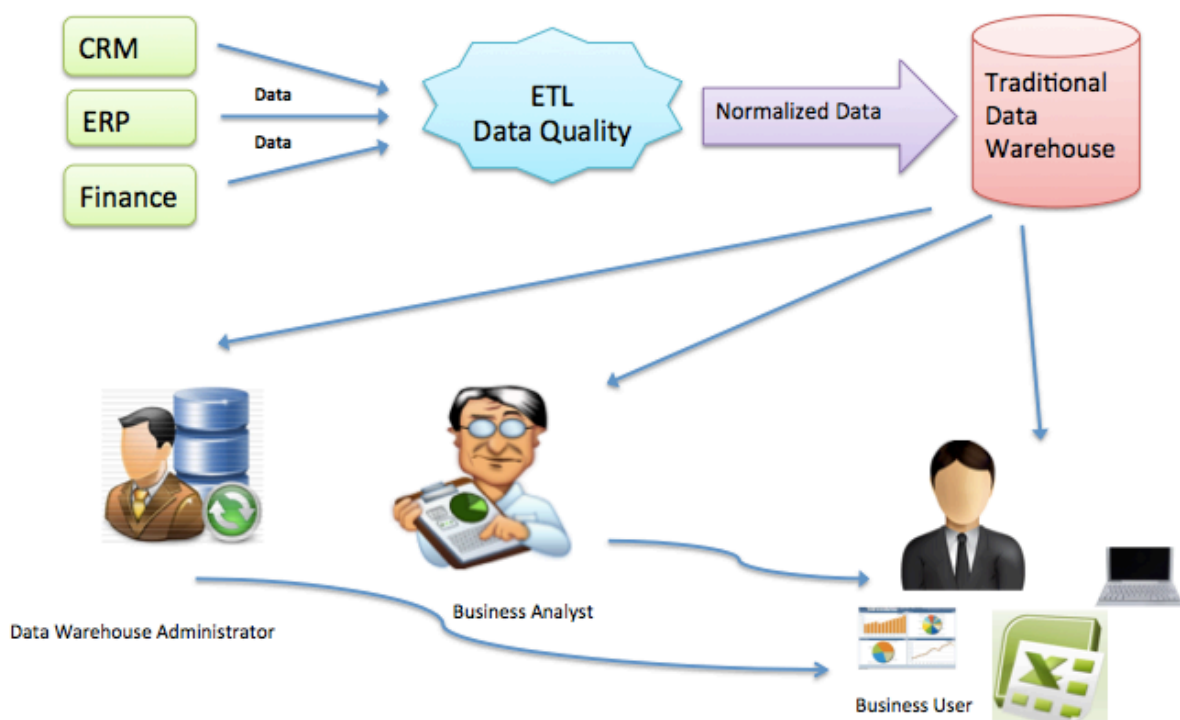 CRM
ERP
Finance
Data
Data
ETL
Data Quality
Normalized Data
Traditional
Data
Warehouse
Data Warehouse Administrator
Business Analyst
Business User